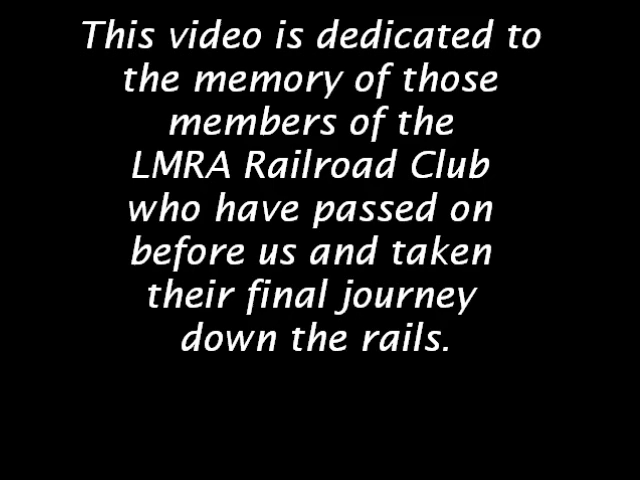 This video is dedicated to
the memory of those
members of the
LMRA Railroad Club
who have passed on
before us and taken
their final journey
down the rails.